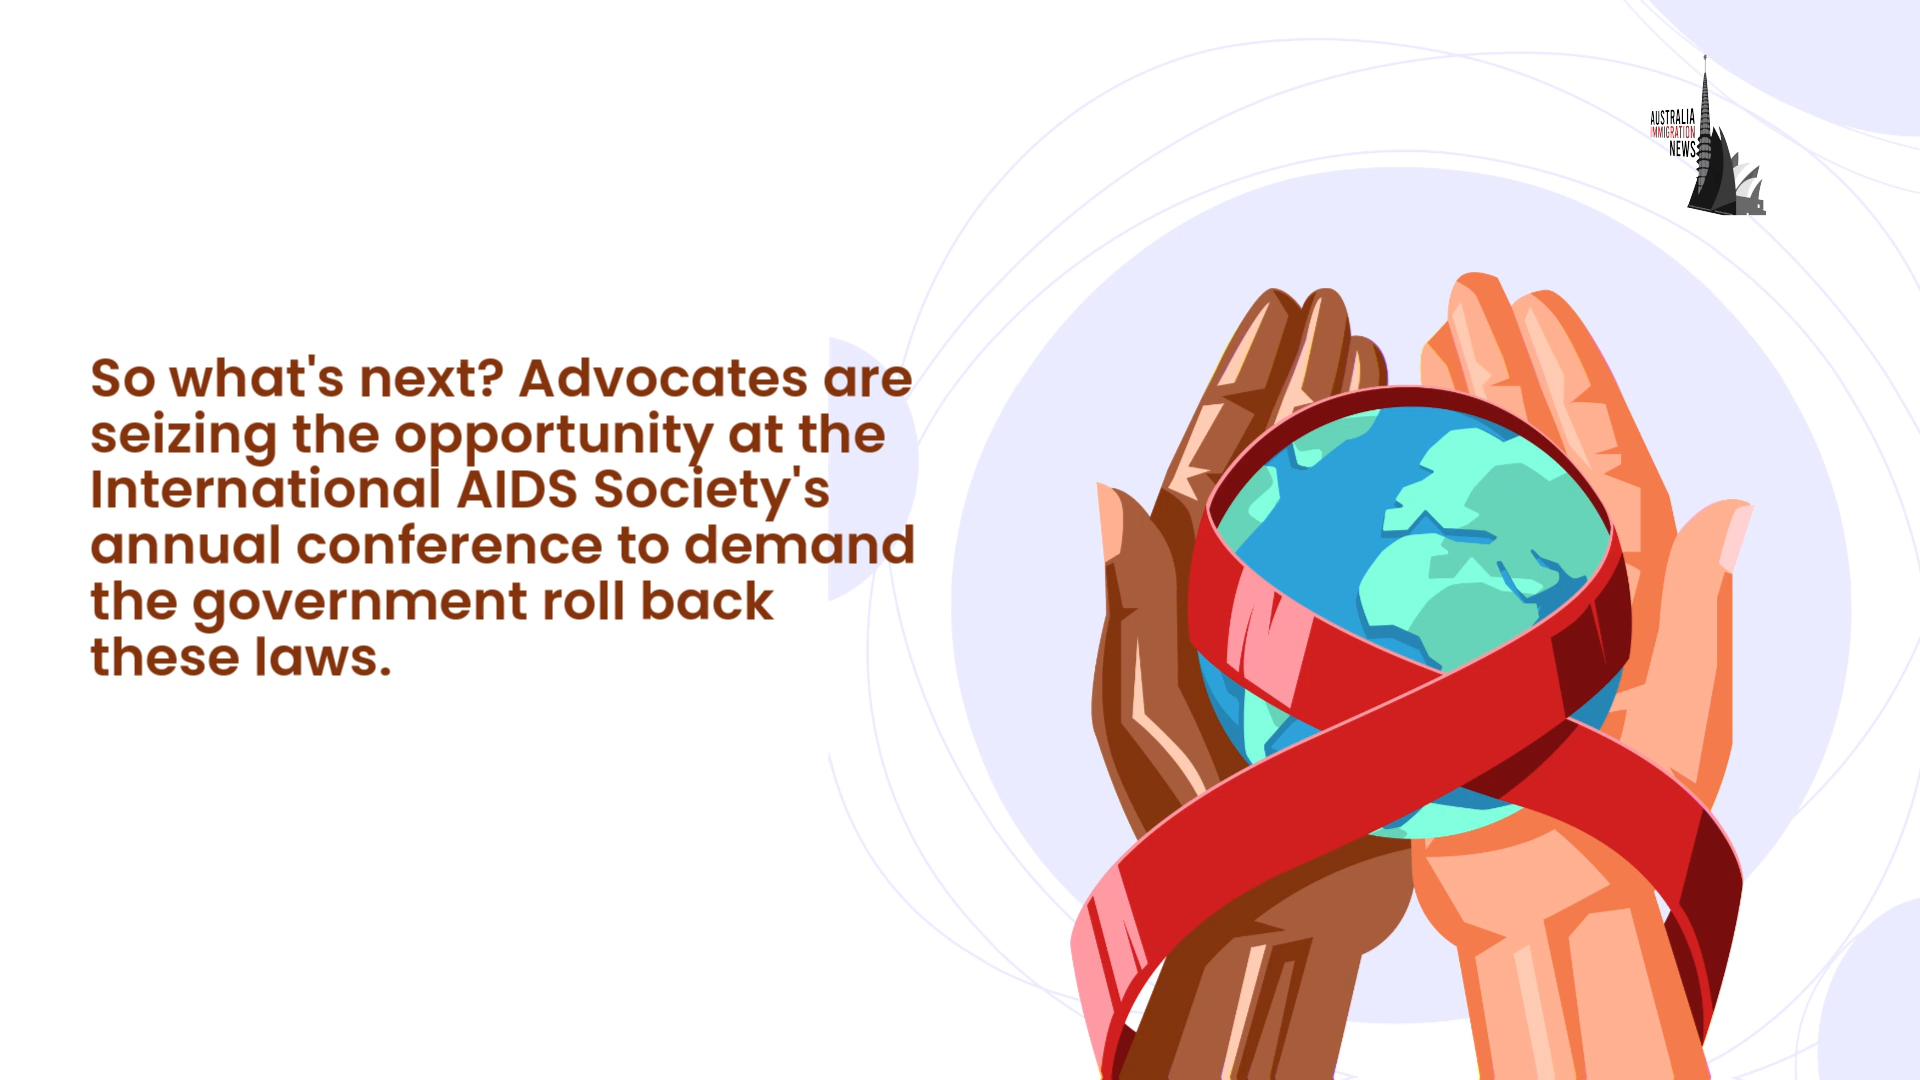 AUSTRALIA
IMMIGRATION
NEWS
So what's next? Advocates are
seizing the opportunity at the
International AIDS Society's
annual conference to demand
the government roll back
these laws.